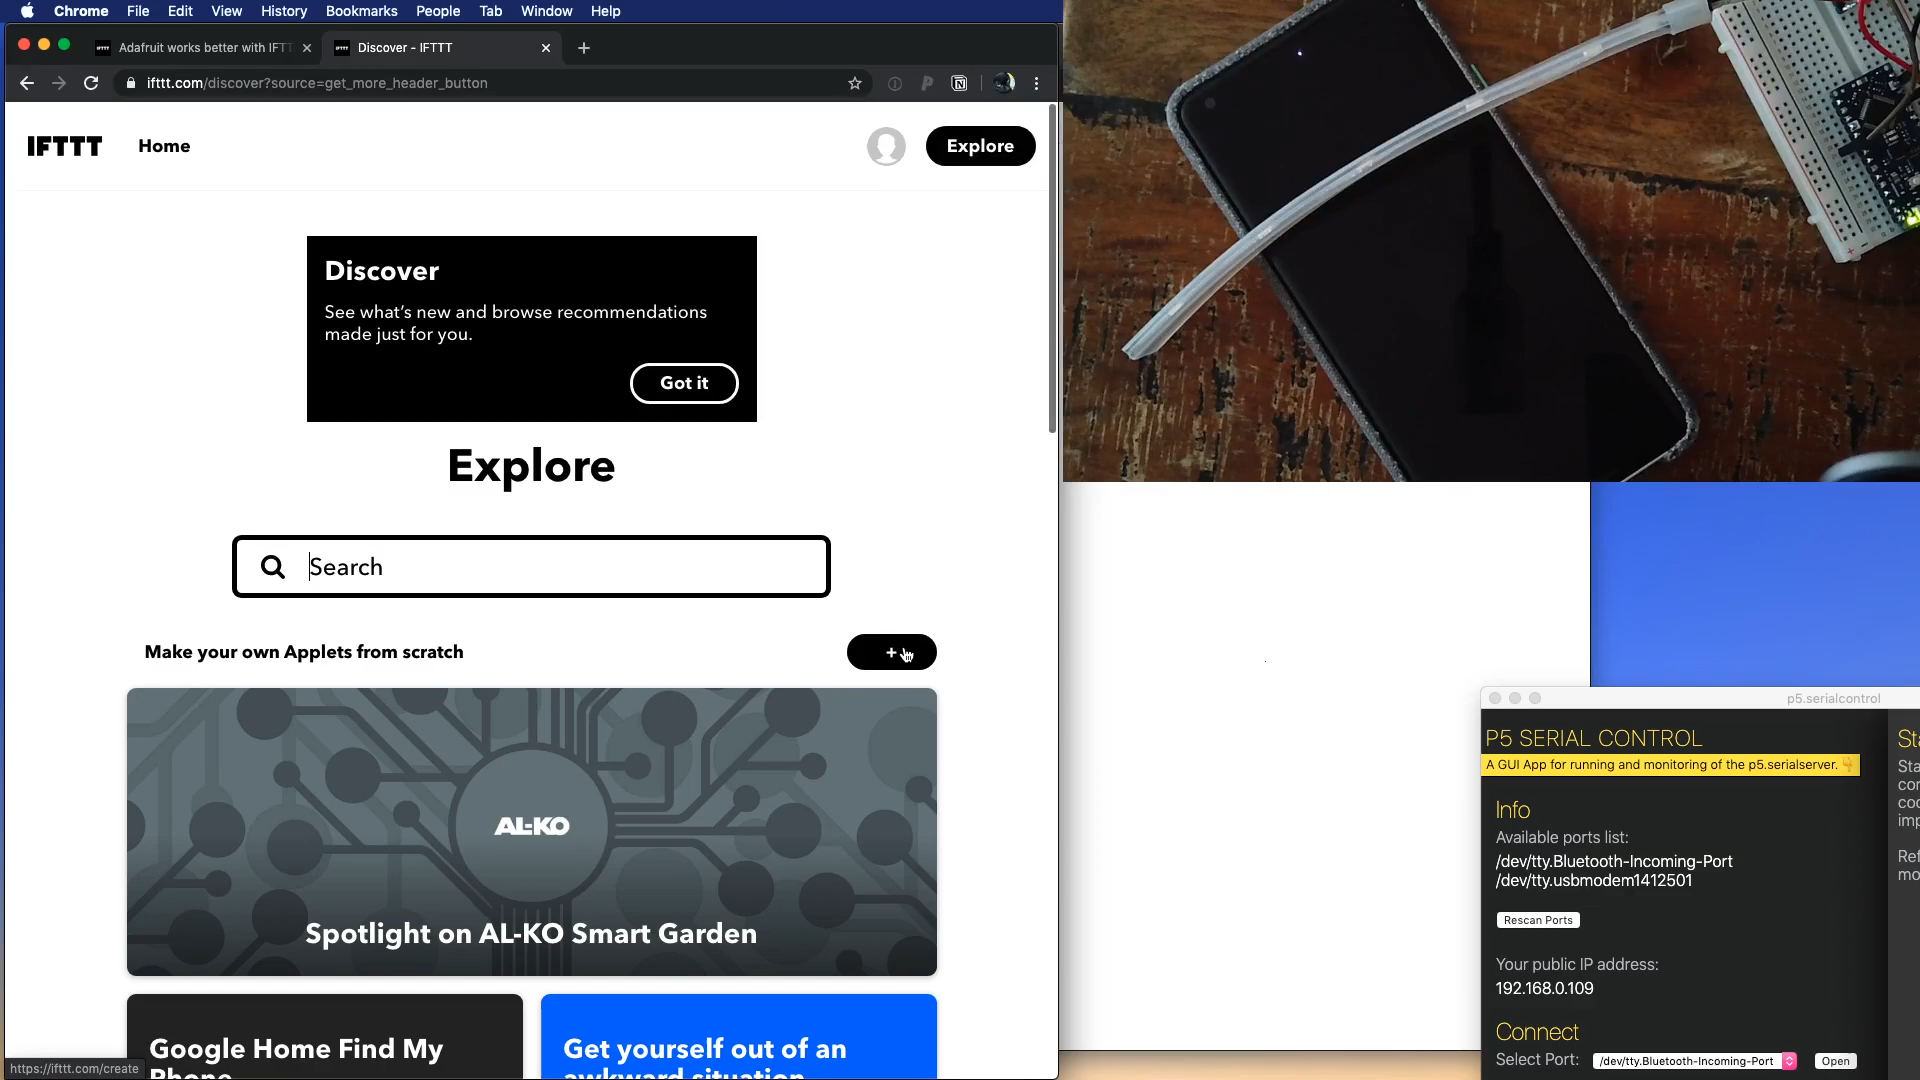 Chrome File Edit View History Bookmarks People Tab Window Help
Adafruit works better with IFTT
Discover - IFTTT
ifttt.com/discover?source=get_more_header_button
IFTTT Home
Explore
Discover
See what's new and browse recommendations
made just for you.
Got it
Explore
Search
Make your own Applets from scratch
+
AL-KO
Spotlight on AL-KO Smart Garden
Google Home Find My
Phone
Get yourself out of an
awkward situation
https://ifttt.com/create
p5.serialcontrol
P5 SERIAL CONTROL
A GUI App for running and monitoring of the p5.serialserver.
Info
Available ports list:
/dev/tty.Bluetooth-Incoming-Port
/dev/tty.usbmodem1412501
Rescan Ports
Your public IP address:
192.168.0.109
Connect
Select Port: /dev/tty.Bluetooth-Incoming-Port Open